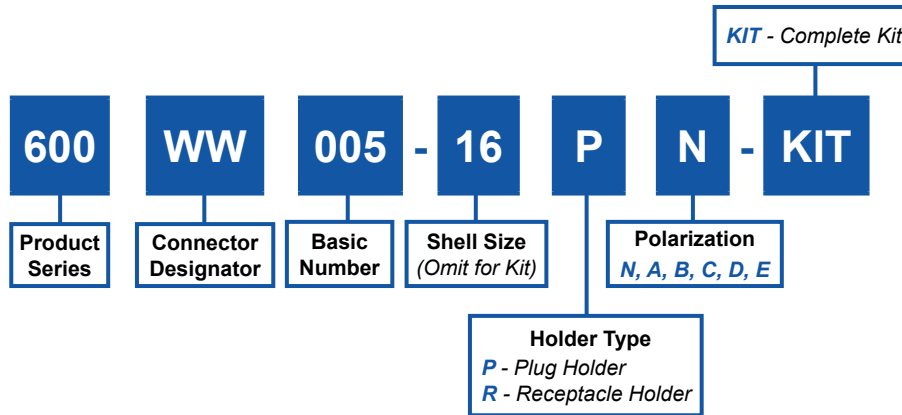 KIT - Complete Kit
600 WW 005 - 16 P N - KIT
Product
Series
Connector
Designator
Basic
Number
Shell Size
(Omit for Kit)
Polarization
N, A, B, C, D, E
Holder Type
P - Plug Holder
R - Receptacle Holder